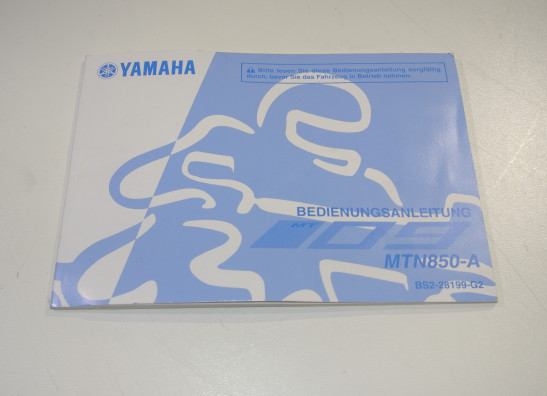 YAMAHA
Bitte lesen Sie diese Bedienungsanleitung sorgfältig
durch, bevor Sie das Fahrzeug in Betrieb nehmen.
BEDIENUNGSANLEITUNG
MT 09
MTN850-A
BS2-28199-G2